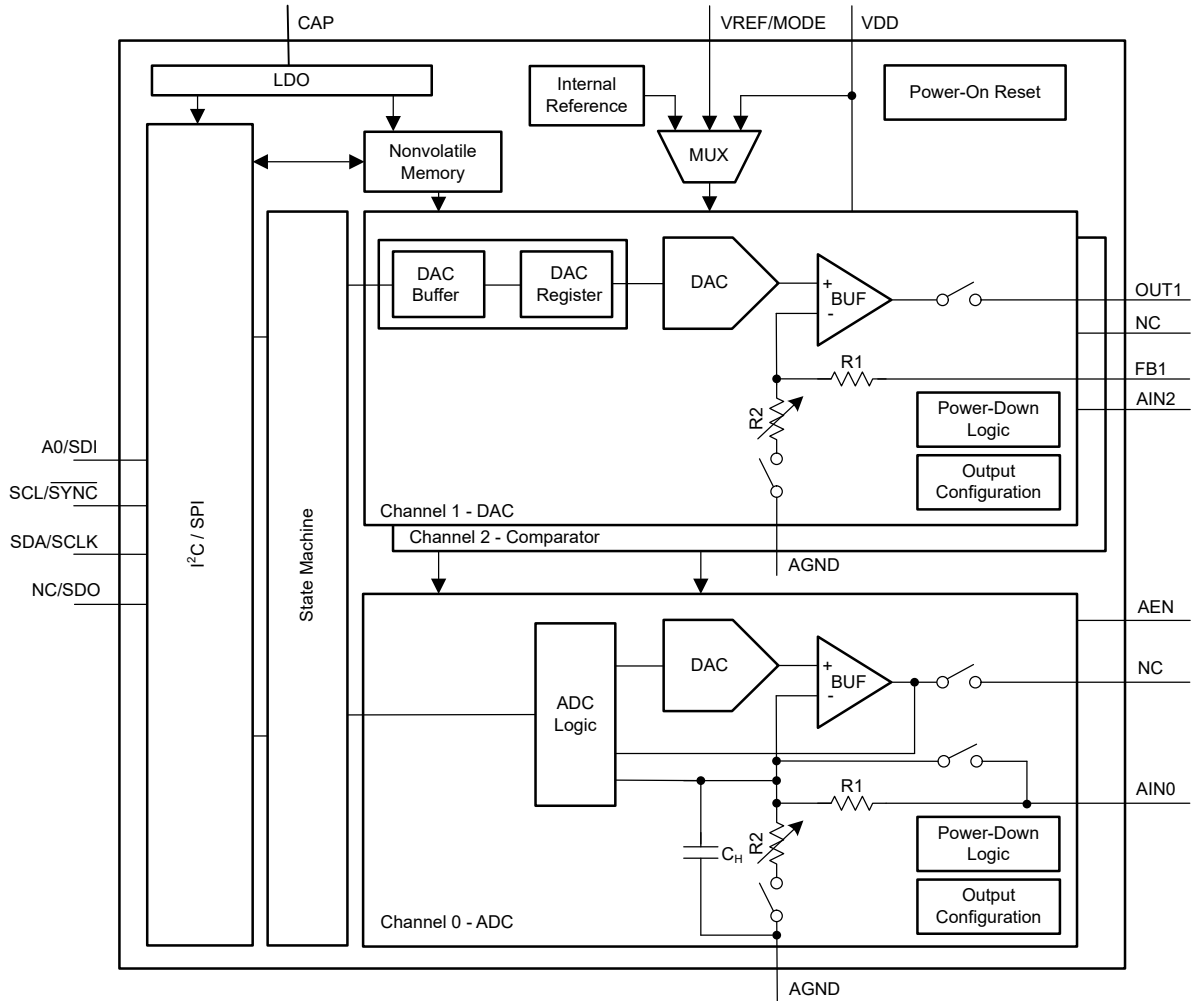 CAP
VREF/MODE
VDD
LDO
Internal
Reference
Power-On Reset
MUX
Nonvolatile
Memory
DAC
Buffer
DAC
Register
DAC
+
BUF
-
OUT1
NC
R1
FB1
R2
AIN2
Power-Down
Logic
Output
Configuration
Channel 1 - DAC
Channel 2 - Comparator
AGND
A0/SDI
SCL/SYNC
SDA/SCLK
NC/SDO
I²C / SPI
State Machine
AEN
ADC
Logic
DAC
+
BUF
-
NC
R1
AIN0
R2
CH
Power-Down
Logic
Output
Configuration
Channel 0 - ADC
AGND